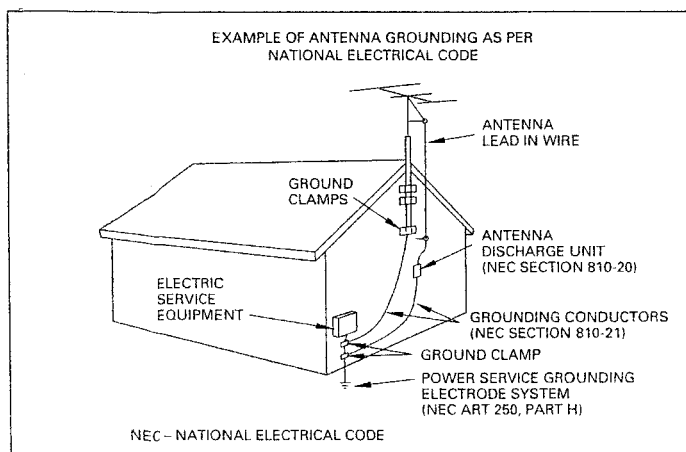 EXAMPLE OF ANTENNA GROUNDING AS PER
NATIONAL ELECTRICAL CODE
ANTENNA
LEAD IN WIRE
GROUND
CLAMPS
ANTENNA
DISCHARGE UNIT
(NEC SECTION 810-20)
ELECTRIC
SERVICE
EQUIPMENT
GROUNDING CONDUCTORS
(NEC SECTION 810-21)
GROUND CLAMP
POWER SERVICE GROUNDING
ELECTRODE SYSTEM
(NEC ART 250, PART H)
NEC – NATIONAL ELECTRICAL CODE